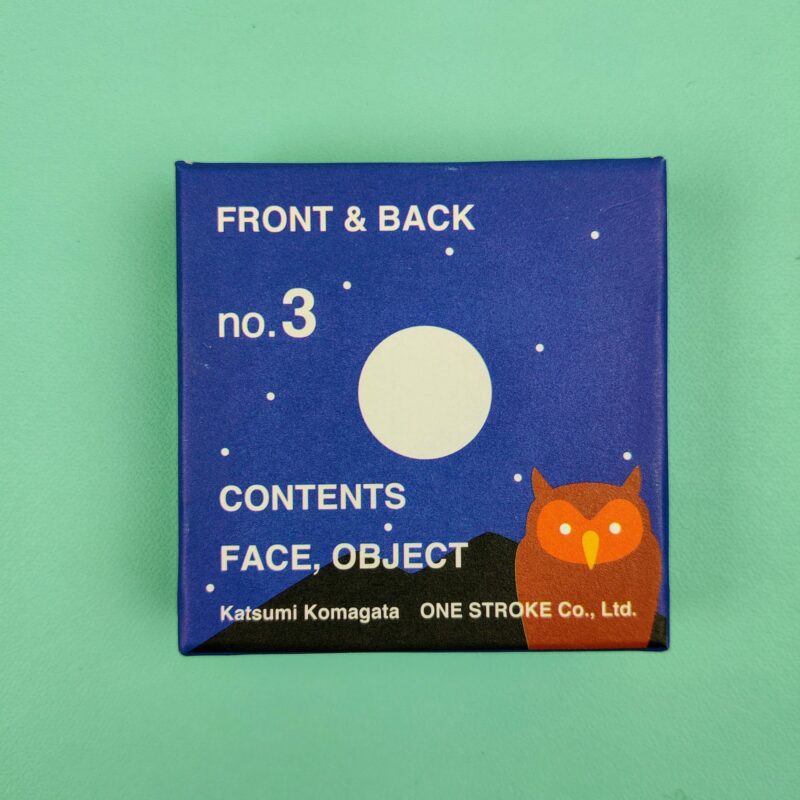 FRONT & BACK
no.3
CONTENTS
FACE, OBJECT
Katsumi Komagata ONE STROKE Co., Ltd.